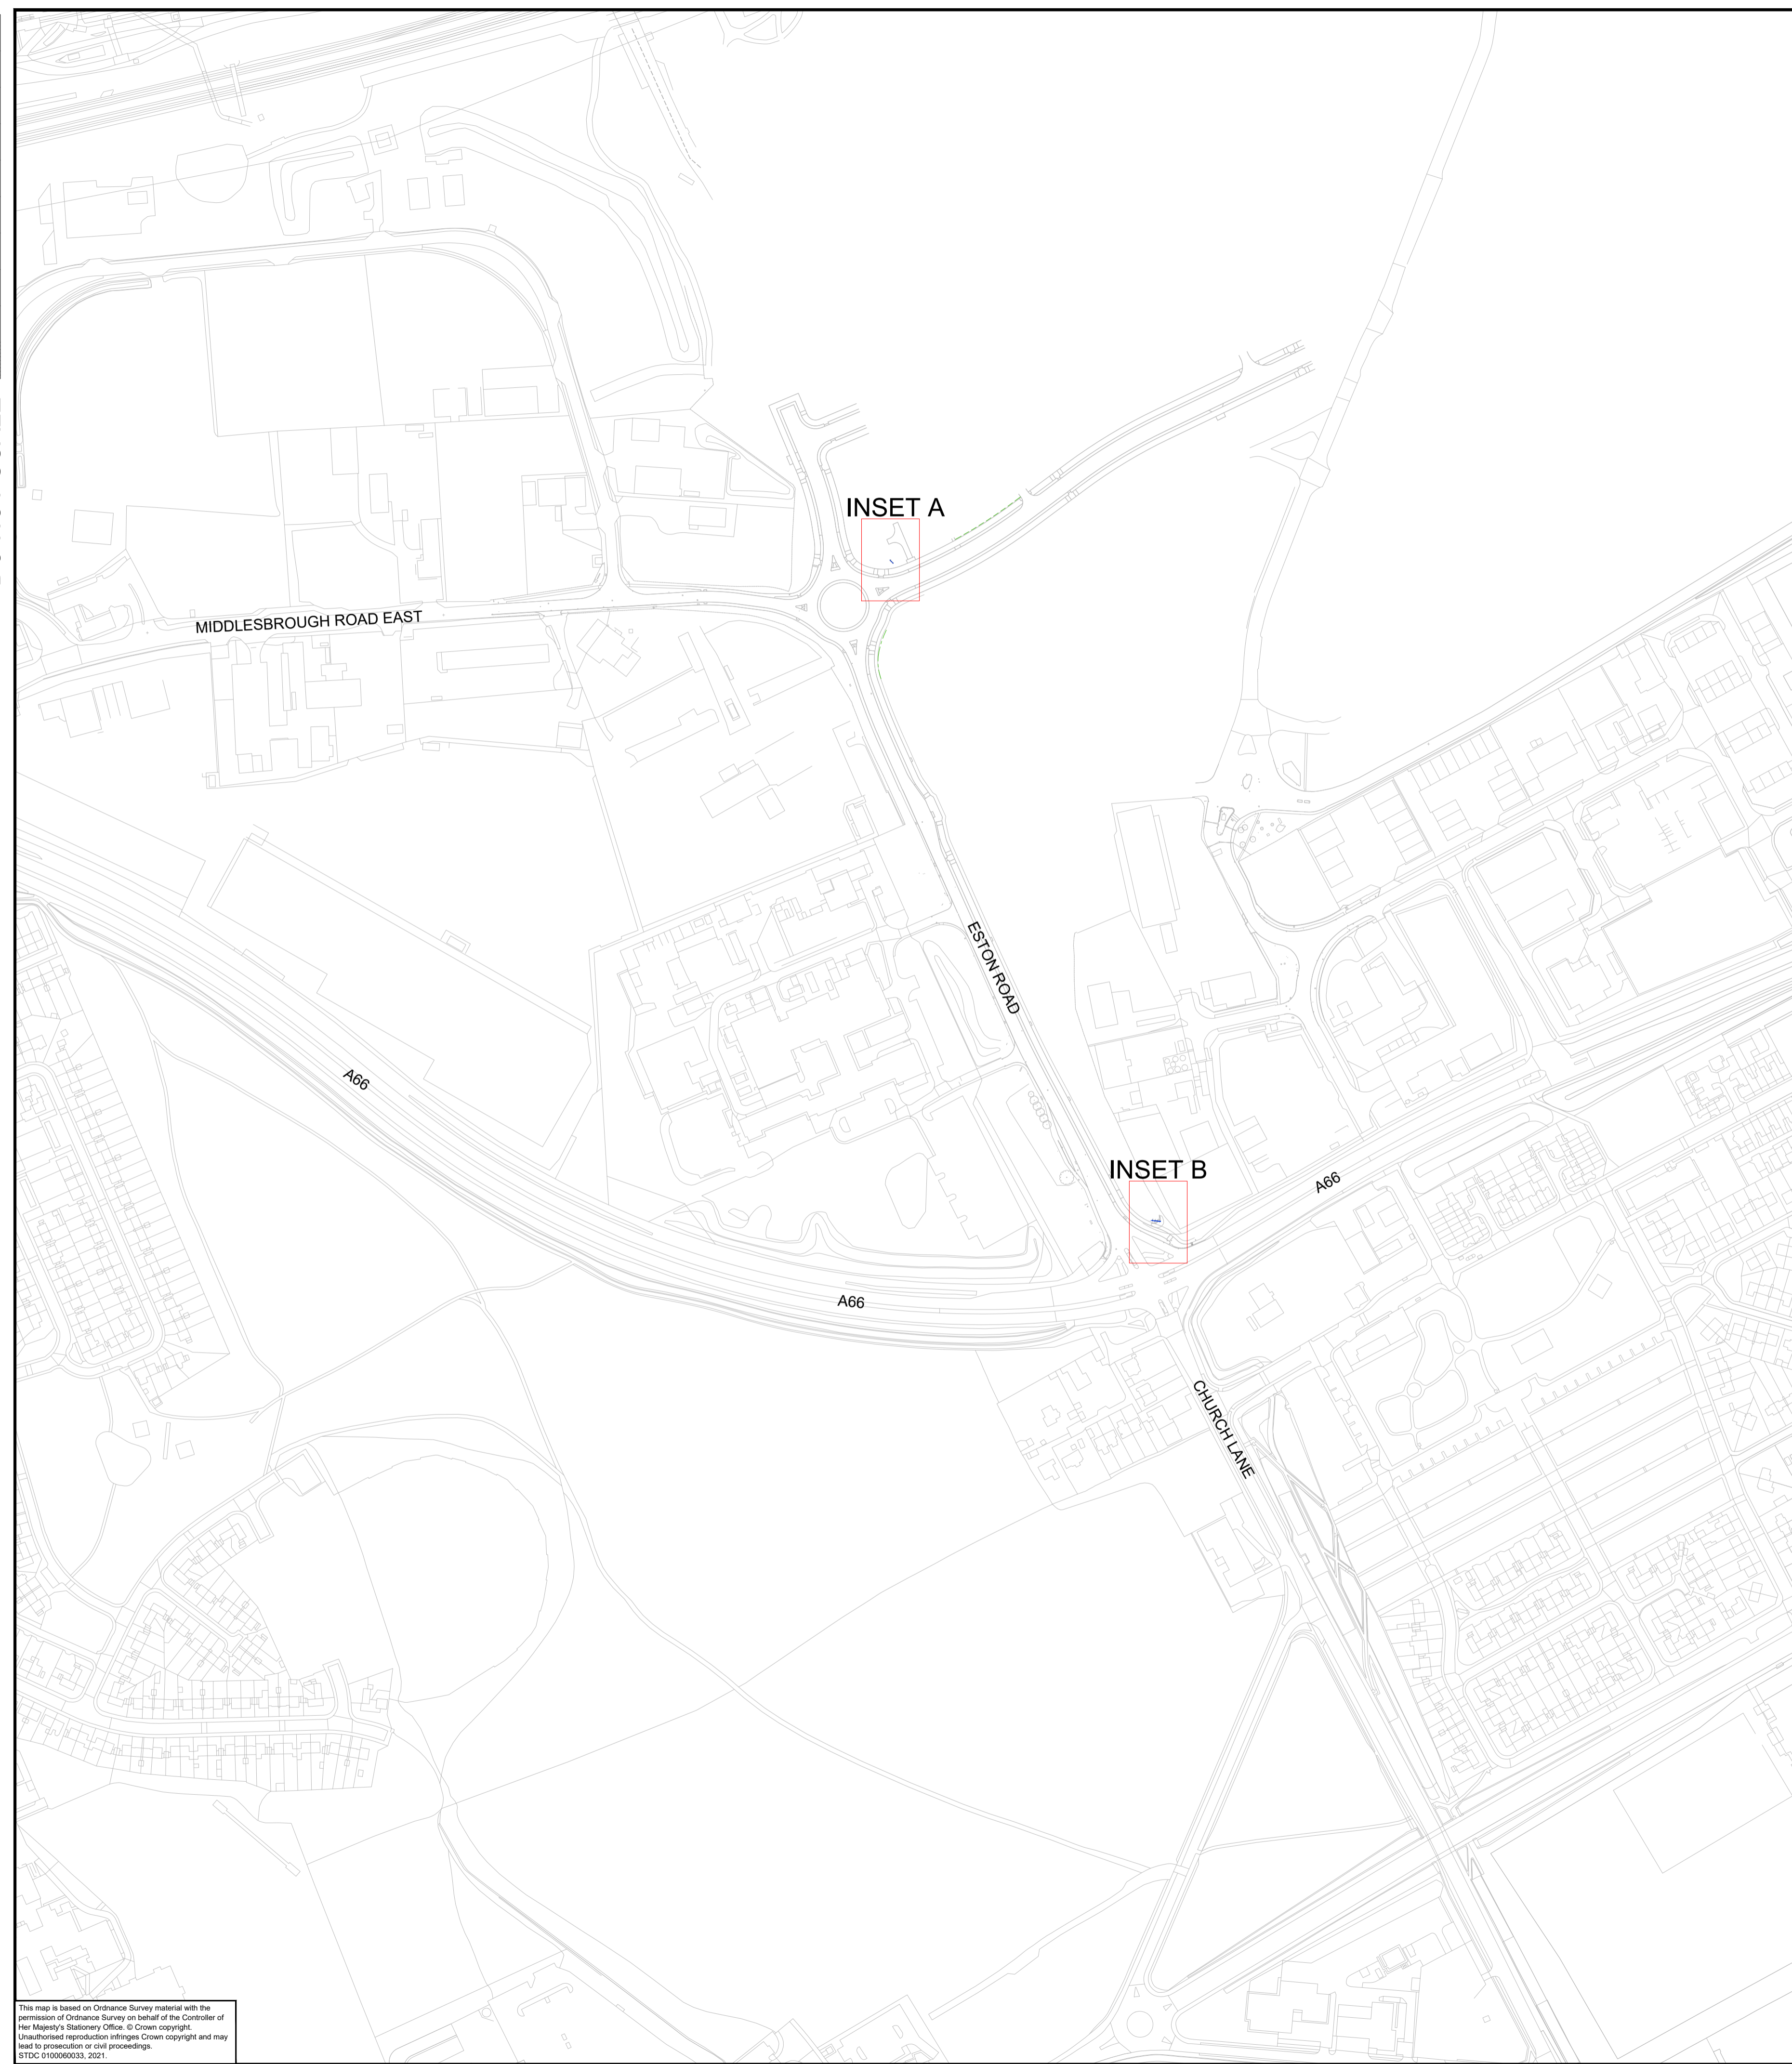 INSET A
MIDDLESBROUGH ROAD EAST
ESTON ROAD
A66
INSET B
A66
A66
CHURCH LANE
This map is based on Ordnance Survey material with the
permission of Ordnance Survey on behalf of the Controller of
Her Majesty's Stationery Office. © Crown copyright.
Unauthorised reproduction infringes Crown copyright and may
lead to prosecution or civil proceedings.
STDC 0100060033, 2021.